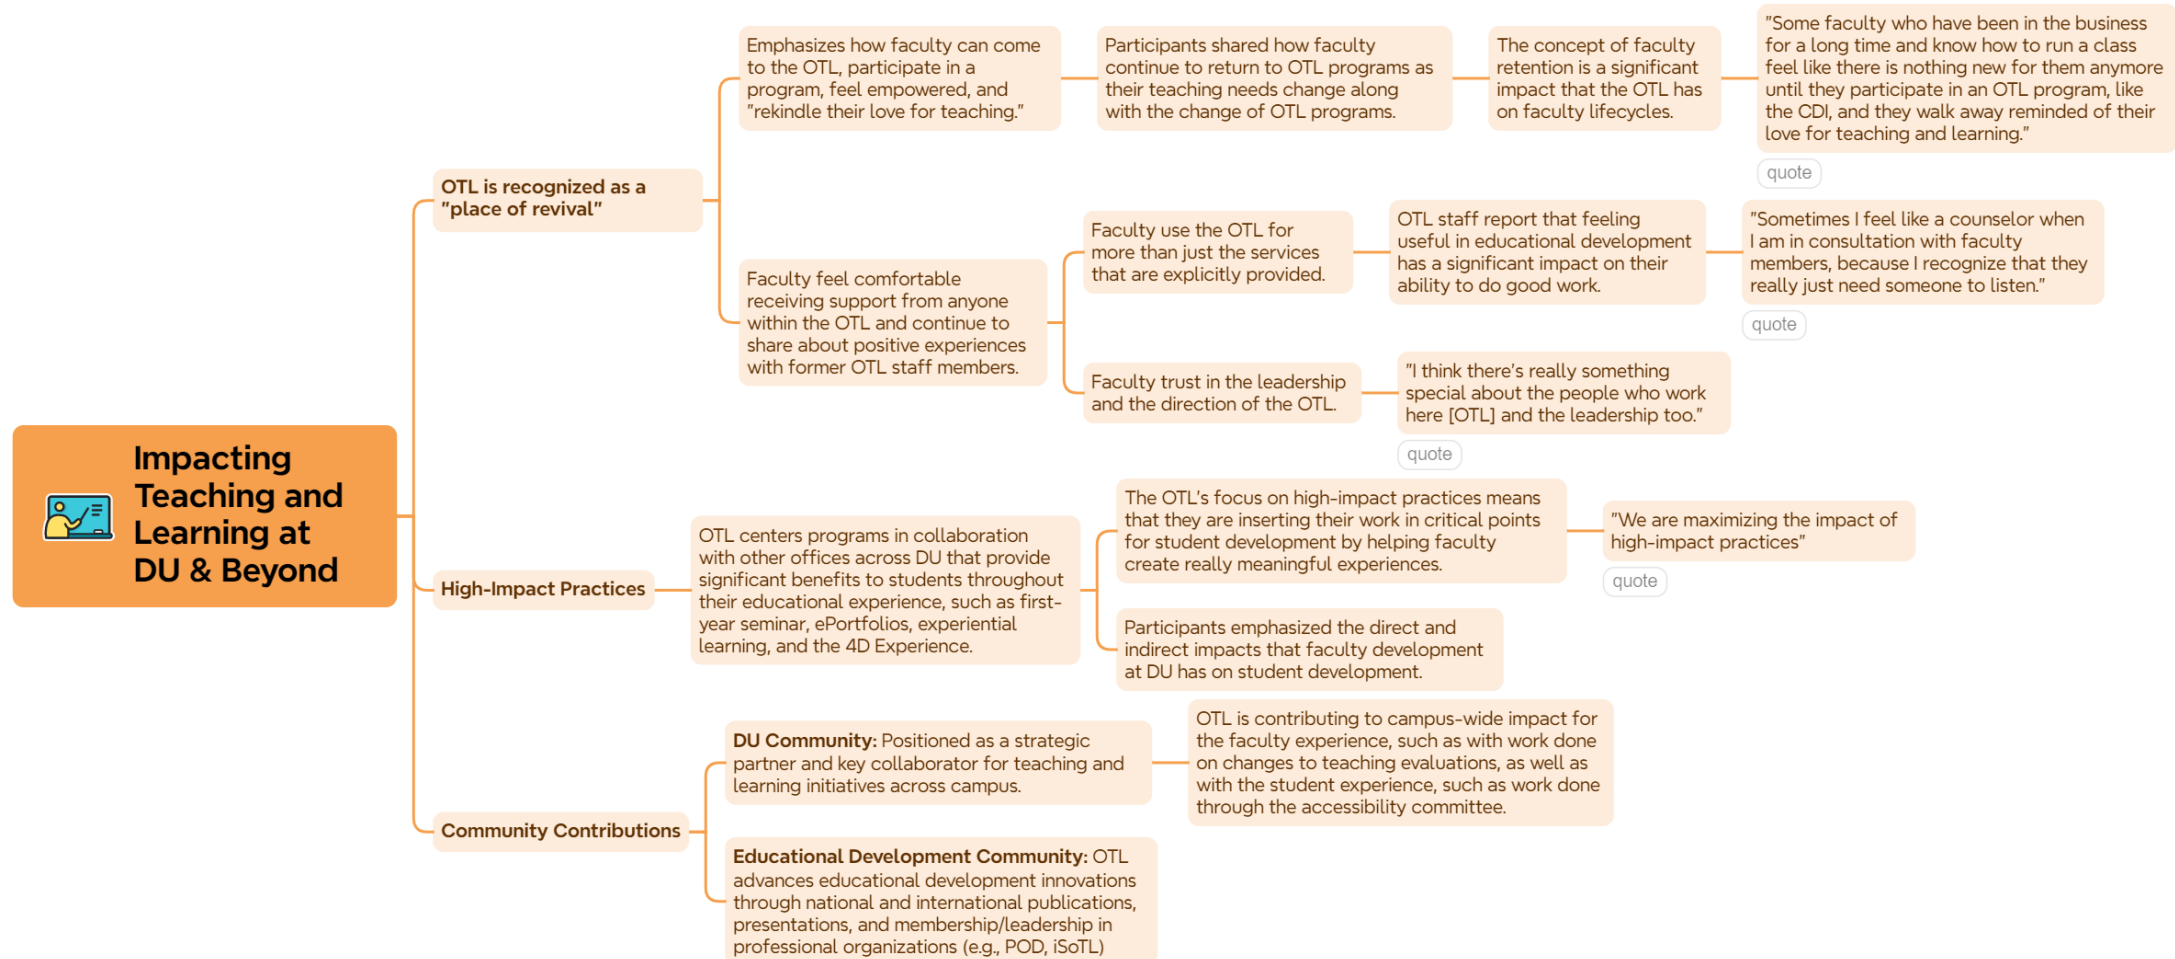 Impacting
Teaching and
Learning at
DU & Beyond
OTL is recognized as a
"place of revival"
Emphasizes how faculty can come
to the OTL, participate in a
program, feel empowered, and
"rekindle their love for teaching."
Participants shared how faculty
continue to return to OTL programs as
their teaching needs change along
with the change of OTL programs.
The concept of faculty
retention is a significant
impact that the OTL has
on faculty lifecycles.
"Some faculty who have been in the business
for a long time and know how to run a class
feel like there is nothing new for them anymore
until they participate in an OTL program, like
the CDI, and they walk away reminded of their
love for teaching and learning."
quote
Faculty feel comfortable
receiving support from anyone
within the OTL and continue to
share about positive experiences
with former OTL staff members.
Faculty use the OTL for
more than just the services
that are explicitly provided.
OTL staff report that feeling
useful in educational development
has a significant impact on their
ability to do good work.
"Sometimes I feel like a counselor when
I am in consultation with faculty
members, because I recognize that they
really just need someone to listen."
quote
Faculty trust in the leadership
and the direction of the OTL.
"I think there's really something
special about the people who work
here [OTL] and the leadership too."
quote
High-Impact Practices
OTL centers programs in collaboration
with other offices across DU that provide
significant benefits to students throughout
their educational experience, such as first-
year seminar, ePortfolios, experiential
learning, and the 4D Experience.
The OTL's focus on high-impact practices means
that they are inserting their work in critical points
for student development by helping faculty
create really meaningful experiences.
"We are maximizing the impact of
high-impact practices"
quote
Participants emphasized the direct and
indirect impacts that faculty development
at DU has on student development.
Community Contributions
DU Community: Positioned as a strategic
partner and key collaborator for teaching and
learning initiatives across campus.
OTL is contributing to campus-wide impact for
the faculty experience, such as with work done
on changes to teaching evaluations, as well as
with the student experience, such as work done
through the accessibility committee.
Educational Development Community: OTL
advances educational development innovations
through national and international publications,
presentations, and membership/leadership in
professional organizations (e.g., POD, iSoTL)